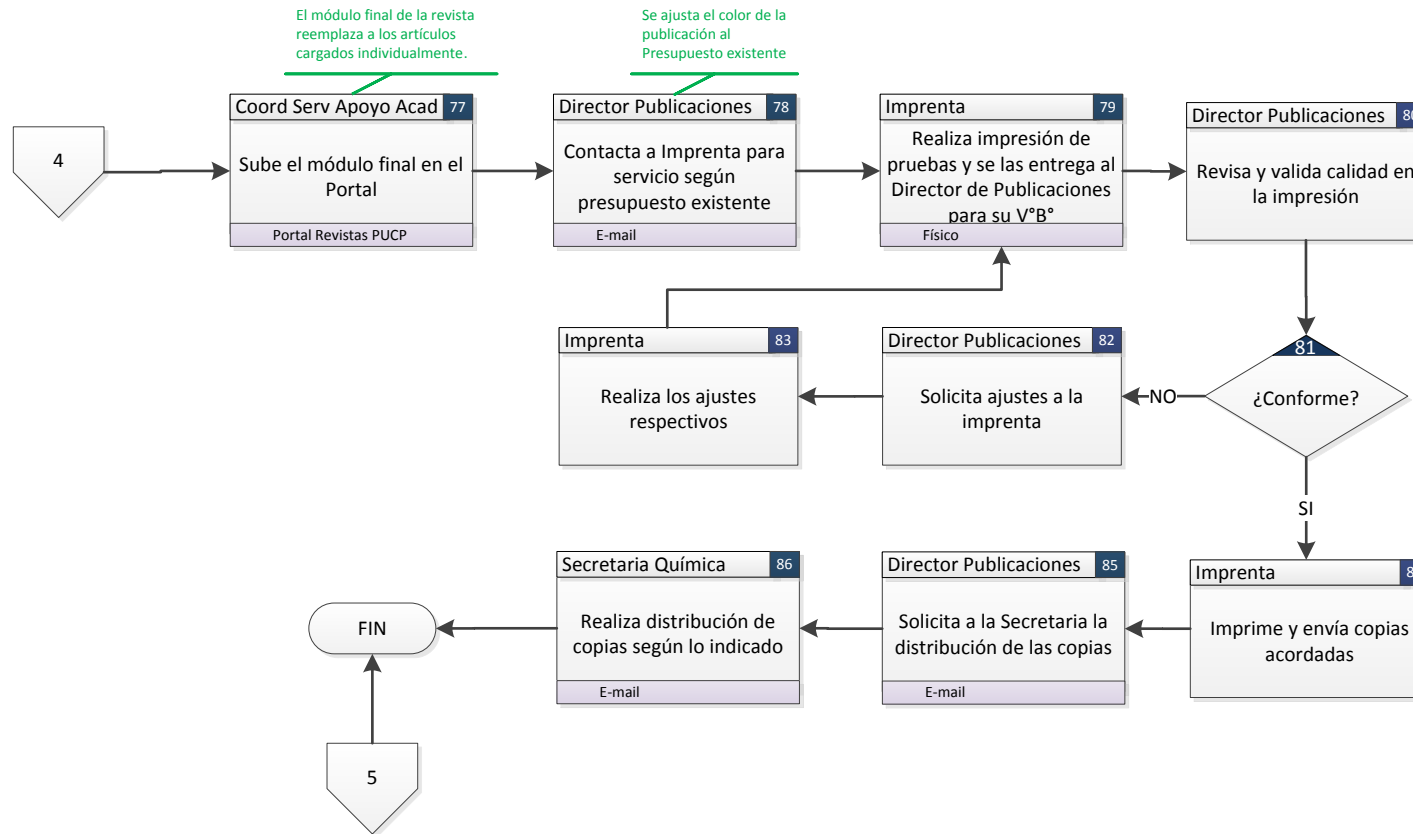 El módulo final de la revista
reemplaza a los artículos
cargados individualmente.
Se ajusta el color de la
publicación al
Presupuesto existente
4
Coord Serv Apoyo Acad 77
Sube el módulo final en el
Portal
Portal Revistas PUCP
Director Publicaciones 78
Contacta a Imprenta para
servicio según
presupuesto existente
E-mail
Imprenta 79
Realiza impresión de
pruebas y se las entrega al
Director de Publicaciones
para su V°B°
Físico
Director Publicaciones
Revisa y valida calidad en
la impresión
Imprenta 83
Realiza los ajustes
respectivos
Director Publicaciones 82
Solicita ajustes a la
imprenta
NO
81
¿Conforme?
SI
FIN
Secretaria Química 86
Realiza distribución de
copias según lo indicado
E-mail
Director Publicaciones 85
Solicita a la Secretaria la
distribución de las copias
E-mail
Imprenta
Imprime y envía copias
acordadas
5